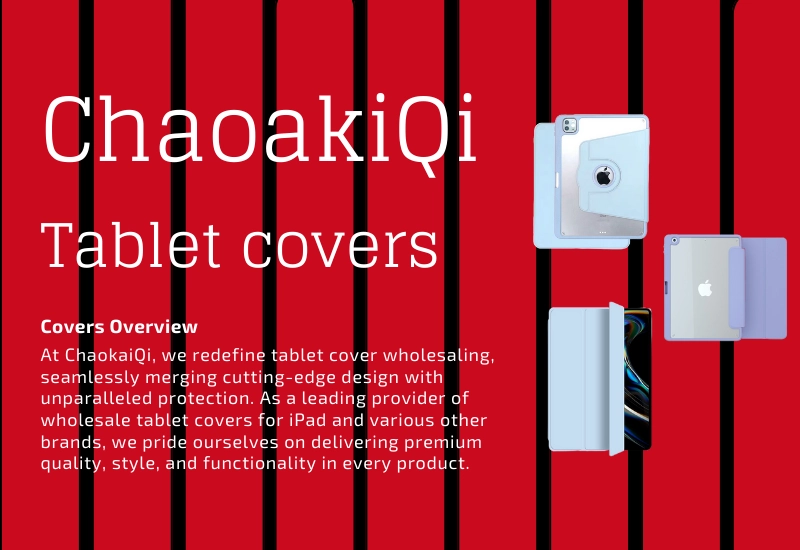 ChaoakiQi
Tablet covers
Covers Overview
At ChaokaiQi, we redefine tablet cover wholesaling,
seamlessly merging cutting-edge design with
unparalleled protection. As a leading provider of
wholesale tablet covers for iPad and various other
brands, we pride ourselves on delivering premium
quality, style, and functionality in every product.